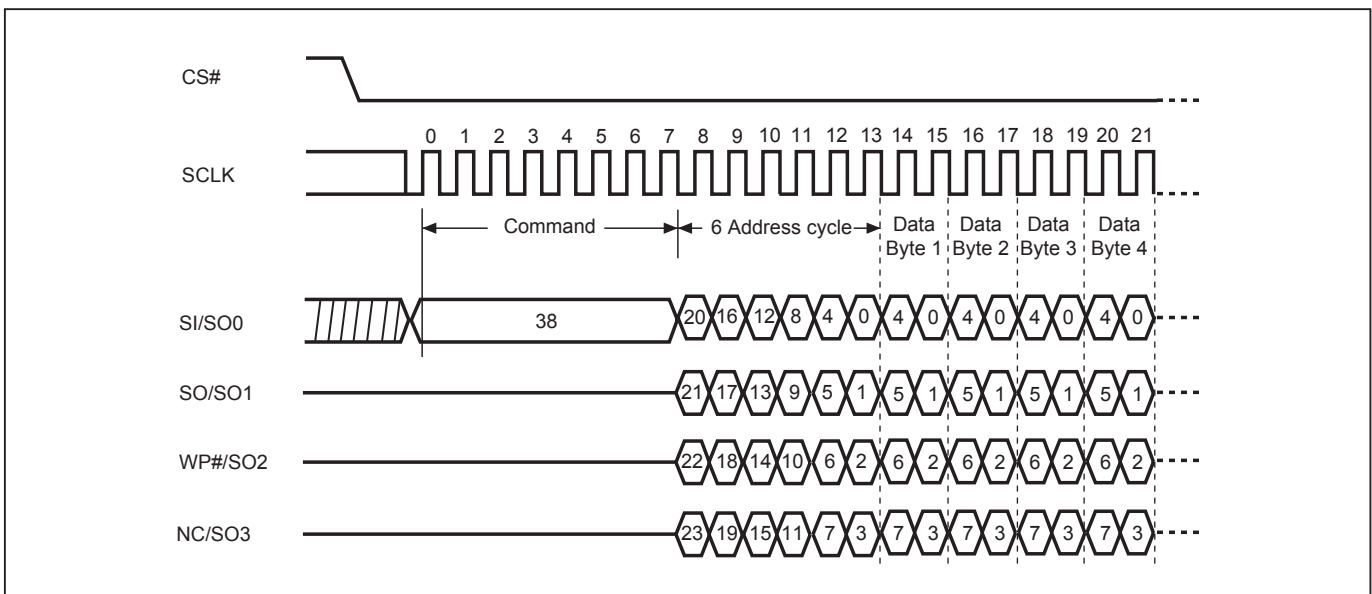 CS#
0 1 2 3 4 5 6 7 8 9 10 11 12 13 14 15 16 17 18 19 20 21
SCLK
Command 6 Address cycle Data Byte 1 Data Byte 2 Data Byte 3 Data Byte 4
SI/SO0 38 20 16 12 8 4 0 4 0 4 0 4 0 4 0
SO/SO1 21 17 13 9 5 1 5 1 5 1 5 1 5 1
WP#/SO2 22 18 14 10 6 2 6 2 6 2 6 2 6 2
NC/SO3 23 19 15 11 7 3 7 3 7 3 7 3 7 3